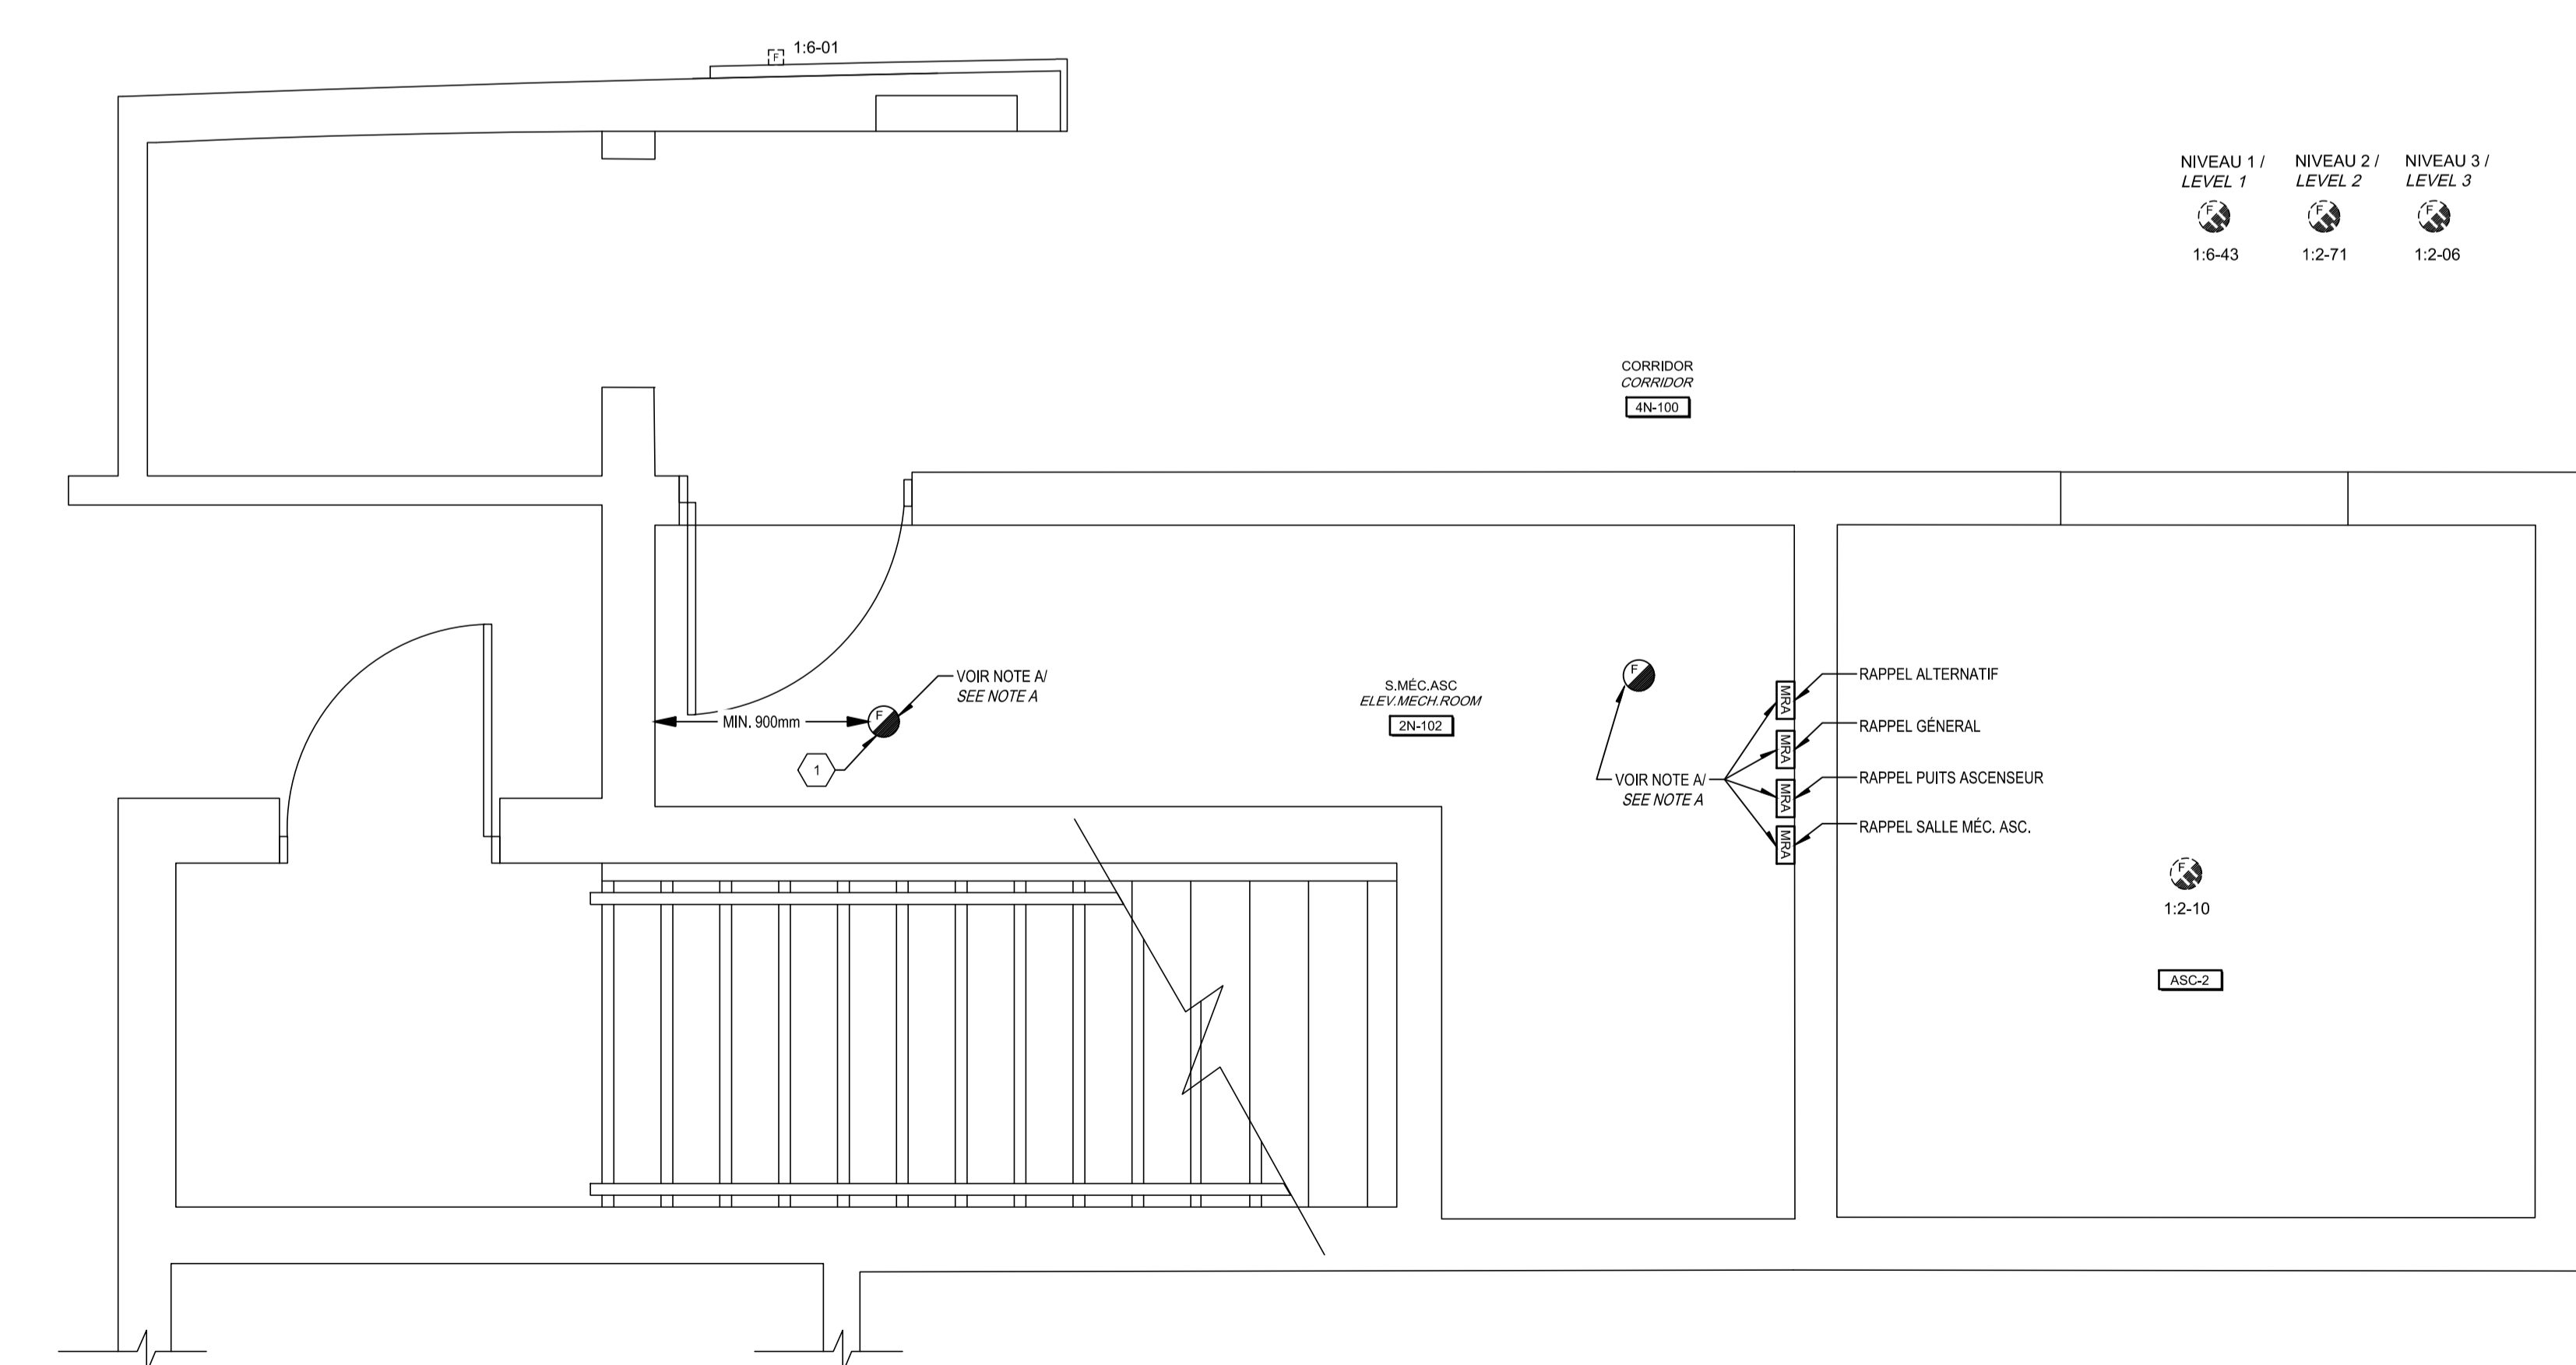 1:6-01
F
NIVEAU 1 /
LEVEL 1
F
1:6-43
NIVEAU 2 /
LEVEL 2
F
1:2-71
NIVEAU 3 /
LEVEL 3
F
1:2-06
CORRIDOR
CORRIDOR
4N-100
VOIR NOTE A/
SEE NOTE A
MIN. 900mm
F
1
S.MÉC.ASC
ELEV.MECH.ROOM
2N-102
F
VOIR NOTE A/
SEE NOTE A
MRA
RAPPEL ALTERNATIF
MRA
RAPPEL GÉNERAL
MRA
RAPPEL PUITS ASCENSEUR
MRA
RAPPEL SALLE MÉC. ASC.
F
1:2-10
ASC-2